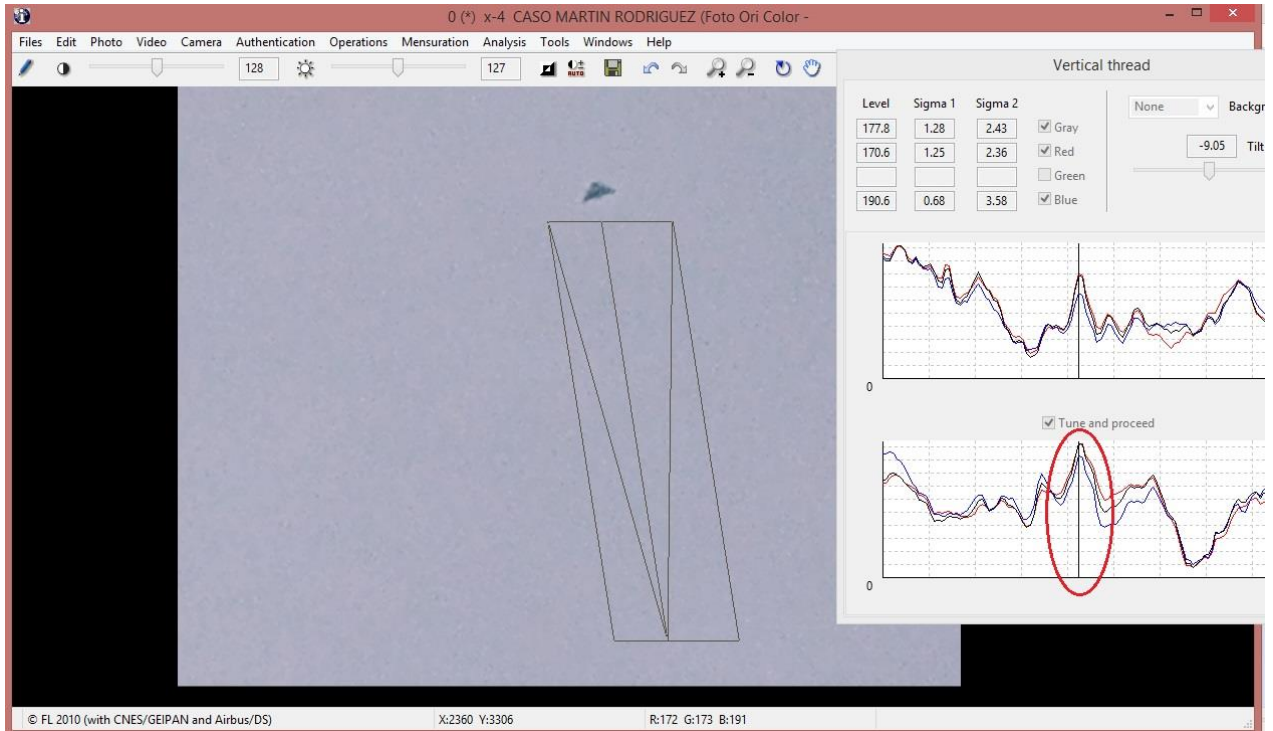 0 (*) x-4 CASO MARTIN RODRIGUEZ (Foto Ori Color -
Files Edit Photo Video Camera Authentication Operations Mensuration Analysis Tools Windows Help
128 127 AUTO
Vertical thread
Level Sigma 1 Sigma 2 None Backgr
177.8 1.28 2.43 Gray
170.6 1.25 2.36 Red -9.05 Tilt
Green
190.6 0.68 3.58 Blue
0
Tune and proceed
0
© FL 2010 (with CNES/GEIPAN and Airbus/DS) X:2360 Y:3306 R:172 G:173 B:191